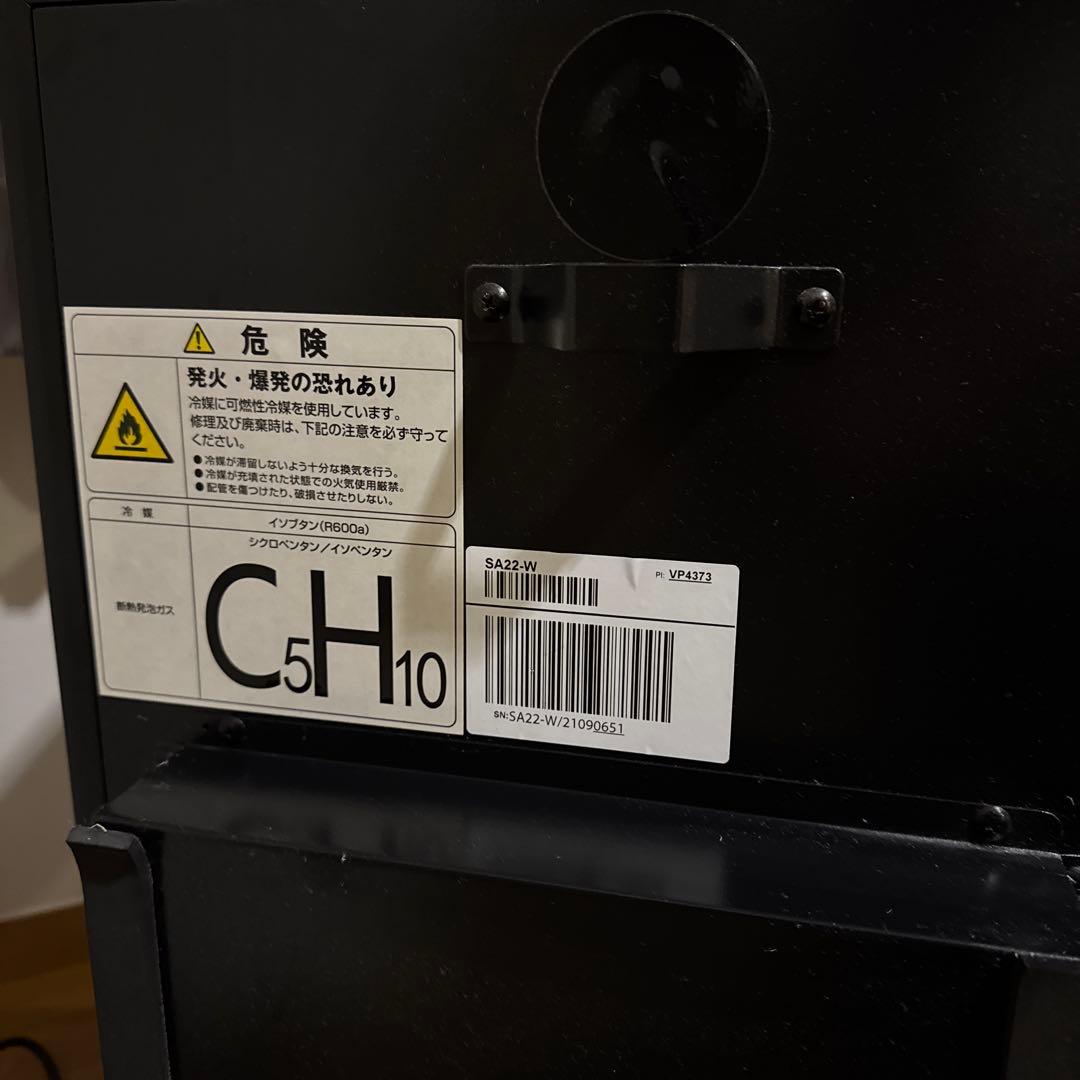 危険
発火・爆発の恐れあり
冷媒に可燃性冷媒を使用しています。
修理及び廃棄時は、下記の注意を必ず守って
ください。
●冷媒が滞留しないよう十分な換気を行う。
●冷媒が充填された状態での火気使用厳禁。
●配管を傷つけたり、破損させたりしない。
冷媒
イソブタン(R600a)
断熱発泡ガス
シクロペンタン/イソペンタン
C5H10
SA22-W
PI: VP4373
SN:SA22-W/21090651